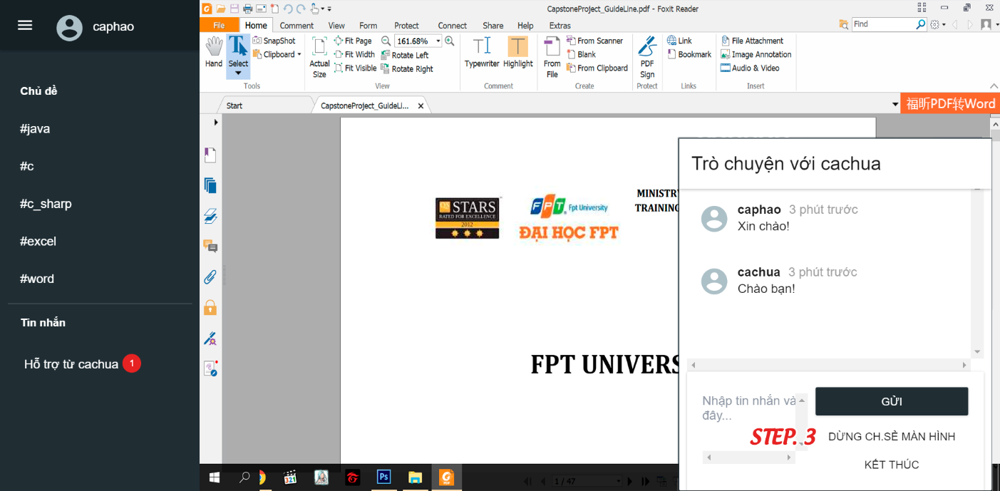 caphao
Chủ đề
#java
#c
#c_sharp
#excel
#word
Tin nhắn
Hỗ trợ từ cachua 1
CapstoneProject_GuideLine.pdf - Foxit Reader
File Home Comment View Form Protect Connect Share Help Extras
Find
Hand
Select
SnapShot
Clipboard
Tools
Actual
Size
Fit Page
Fit Width
Fit Visible
161.68%
Rotate Left
Rotate Right
View
Typewriter
Highlight
Comment
From
File
From Scanner
Blank
From Clipboard
Create
PDF
Sign
Protect
Link
Bookmark
Links
File Attachment
Image Annotation
Audio & Video
Insert
Start
CapstoneProject_GuideLi...
福昕PDF转Word
QS STARS
RATED FOR EXCELLENCE
2012
FPT Fpt University
ĐẠI HỌC FPT
MINISTRY
TRAINING
FPT UNIVERS
Trò chuyện với cachua
caphao 3 phút trước
Xin chào!
cachua 3 phút trước
Chào bạn!
Nhập tin nhắn và
đây...
GỬI
STEP. 3
DỪNG CH.SẺ MÀN HÌNH
KẾT THÚC
321
Ps
1 / 47